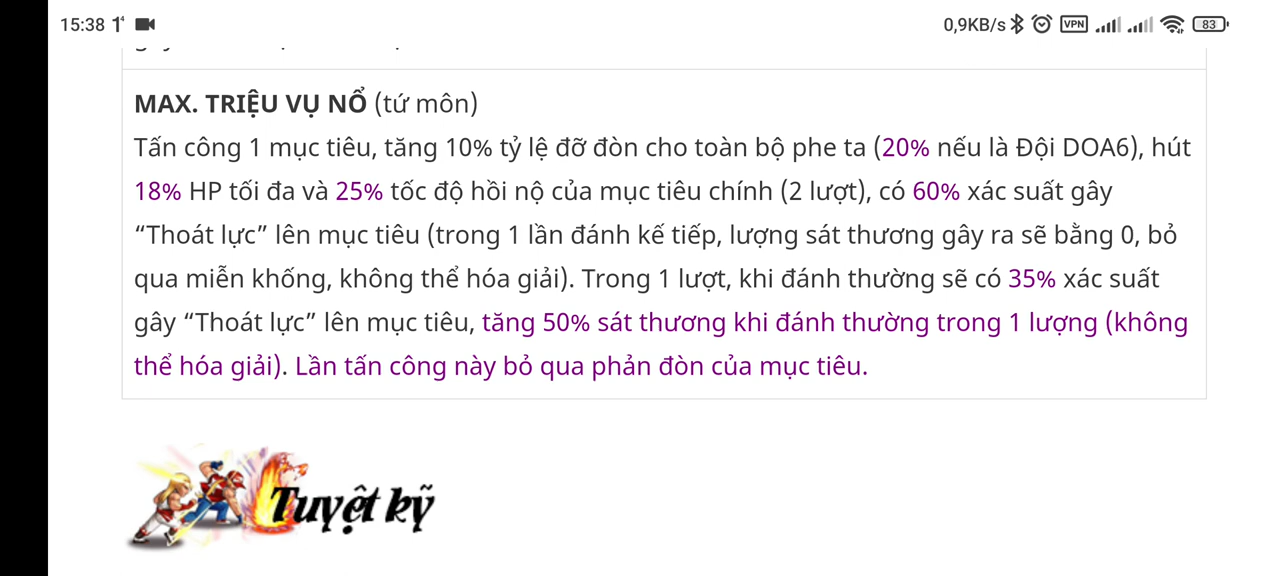 15:38
0,9KB/s VPN 83
MAX. TRIỆU VỤ NỔ (tứ môn)
Tấn công 1 mục tiêu, tăng 10% tỷ lệ đỡ đòn cho toàn bộ phe ta (20% nếu là Đội DOA6), hút
18% HP tối đa và 25% tốc độ hồi nộ của mục tiêu chính (2 lượt), có 60% xác suất gây
“Thoát lực” lên mục tiêu (trong 1 lần đánh kế tiếp, lượng sát thương gây ra sẽ bằng 0, bỏ
qua miễn khống, không thể hóa giải). Trong 1 lượt, khi đánh thường sẽ có 35% xác suất
gây “Thoát lực” lên mục tiêu, tăng 50% sát thương khi đánh thường trong 1 lượng (không
thể hóa giải). Lần tấn công này bỏ qua phản đòn của mục tiêu.
Tuyệt kỹ